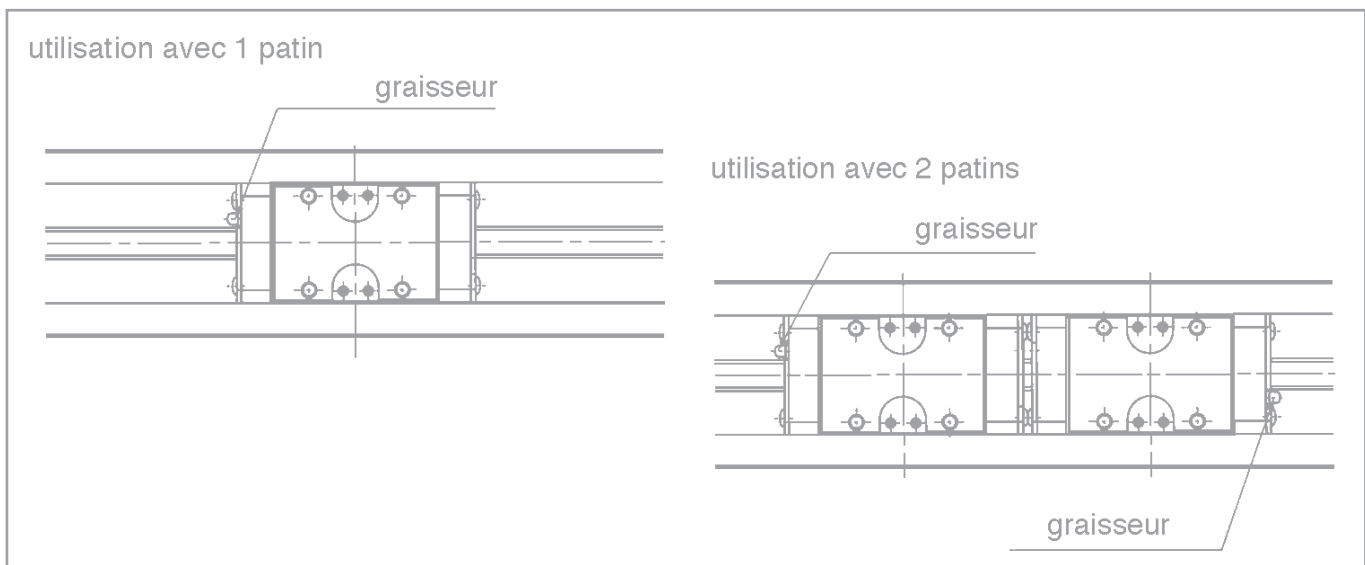 utilisation avec 1 patin
graisseur
utilisation avec 2 patins
graisseur
graisseur